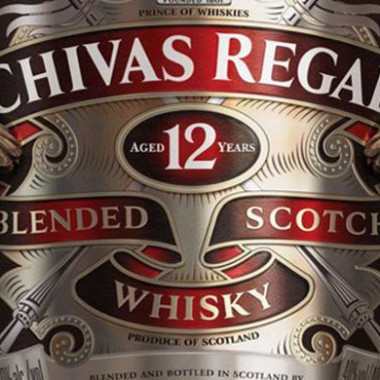 PRINCE OF WHISKIES
CHIVAS REGAL
AGED 12 YEARS
BLENDED SCOTCH
WHISKY
PRODUCE OF SCOTLAND
BLENDED AND BOTTLED IN SCOTLAND BY